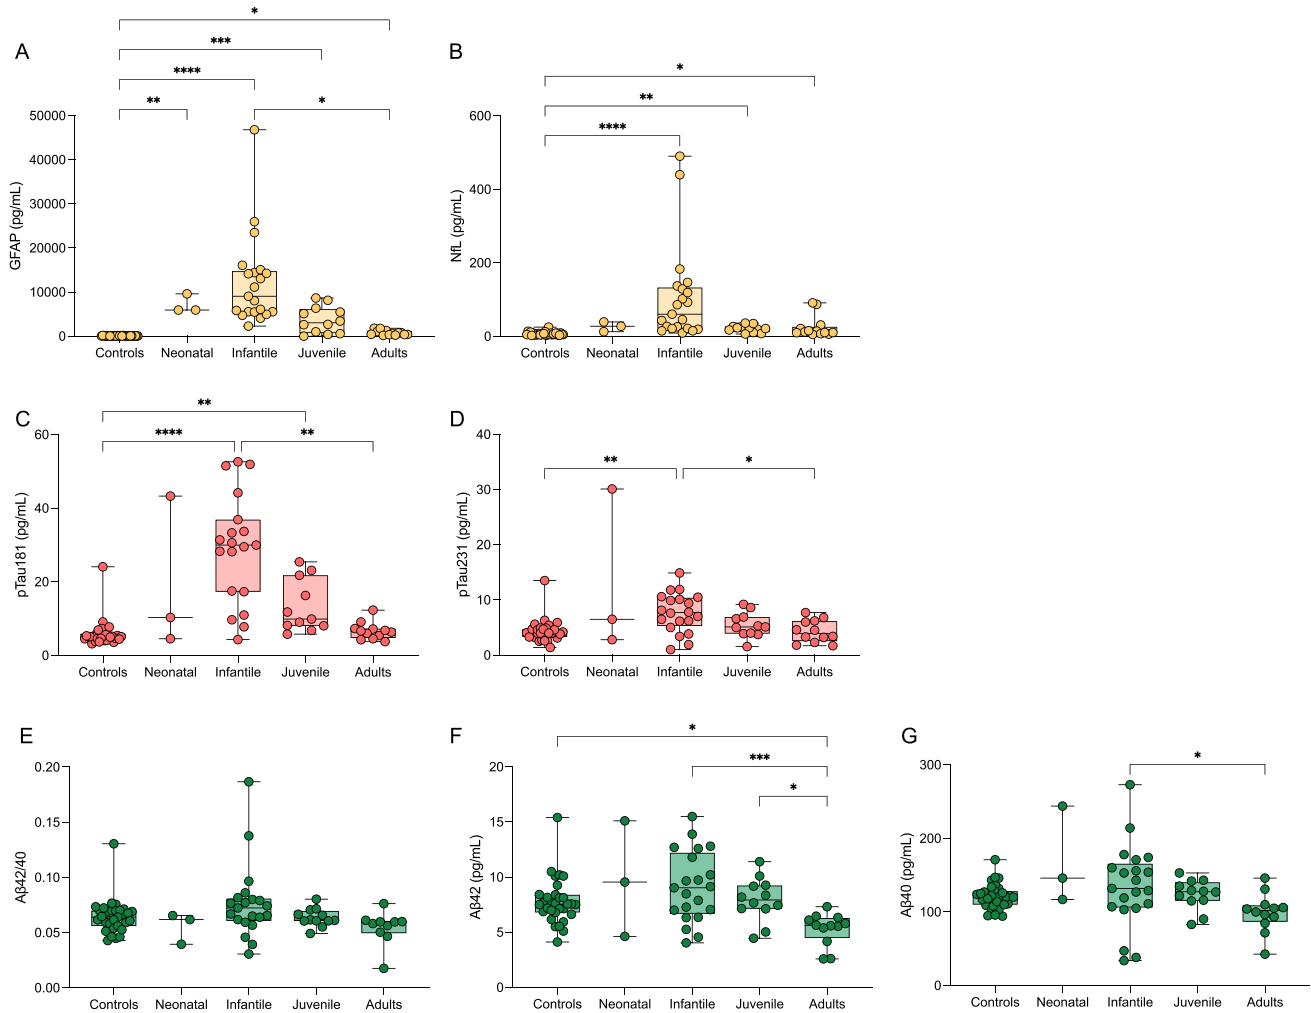 *
***
****
** *
A
GFAP (pg/mL)
50000
40000
30000
20000
10000
0
Controls Neonatal Infantile Juvenile Adults
*
**
****
B
NfL (pg/mL)
600
400
200
0
Controls Neonatal Infantile Juvenile Adults
**
**** **
C
pTau181 (pg/mL)
60
40
20
0
Controls Neonatal Infantile Juvenile Adults
D
** *
pTau231 (pg/mL)
40
30
20
10
0
Controls Neonatal Infantile Juvenile Adults
E
Aβ42/40
0.20
0.15
0.10
0.05
0.00
Controls Neonatal Infantile Juvenile Adults
F
*
***
*
Aβ42 (pg/mL)
20
15
10
5
0
Controls Neonatal Infantile Juvenile Adults
G
*
Aβ40 (pg/mL)
300
200
100
0
Controls Neonatal Infantile Juvenile Adults